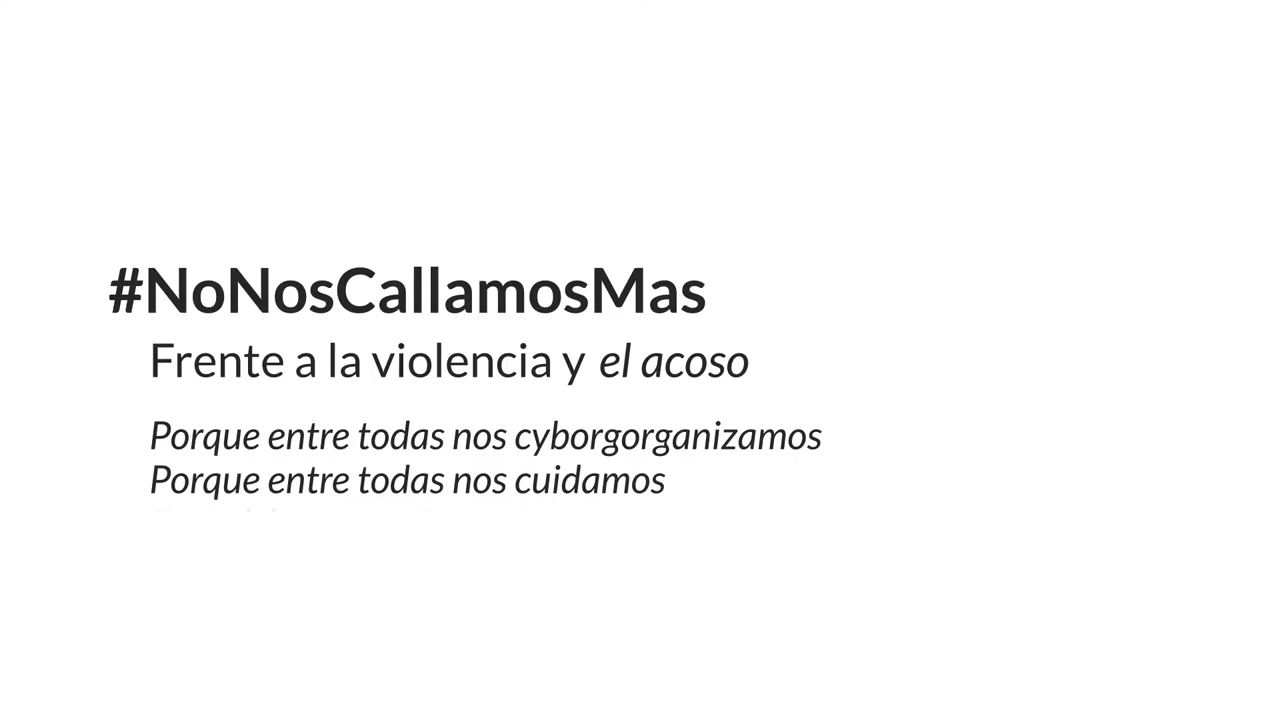 #NoNosCallamosMas
Frente a la violencia y el acoso
Porque entre todas nos cyborgorganizamos
Porque entre todas nos cuidamos